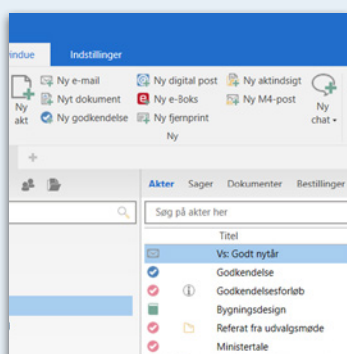 indue Indstillinger
Ny akt
Ny e-mail
Nyt dokument
Ny godkendelse
Ny digital post
Ny e-Boks
Ny fjernprint
Ny aktindsigt
Ny M4-post
Ny chat
Ny
Akter Sager Dokumenter Bestillinger
Søg på akter her
Titel
Vs: Godt nytår
Godkendelse
Godkendelsesforløb
Bygningsdesign
Referat fra udvalgsmøde
Ministertale